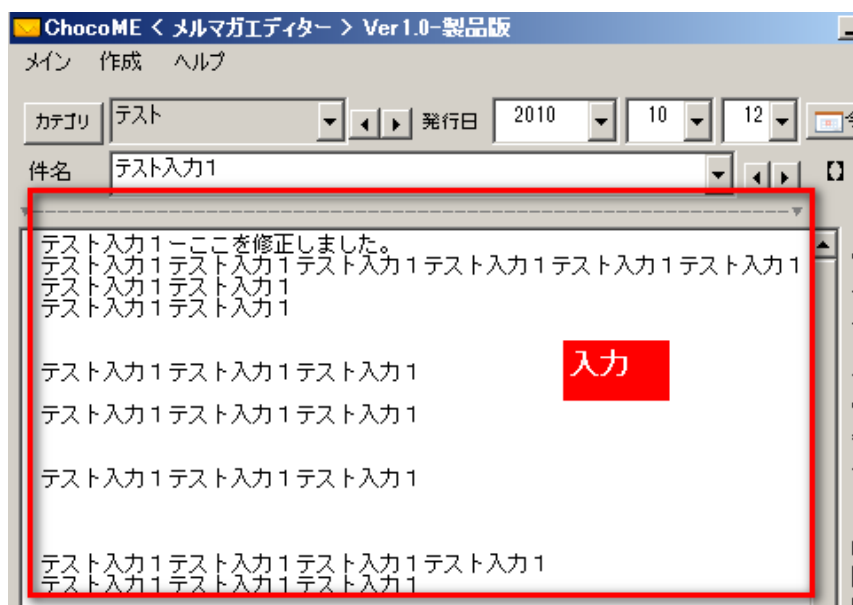 ChocoME < メルマガエディター > Ver1.0-製品版
メイン 作成 ヘルプ
カテゴリ テスト 発行日 2010 10 12
件名 テスト入力1
テスト入力1ーここを修正しました。
テスト入力1テスト入力1テスト入力1テスト入力1テスト入力1テスト入力1
テスト入力1テスト入力1
テスト入力1テスト入力1
入力
テスト入力1テスト入力1テスト入力1
テスト入力1テスト入力1テスト入力1
テスト入力1テスト入力1テスト入力1
テスト入力1テスト入力1テスト入力1テスト入力1
テスト入力1テスト入力1テスト入力1